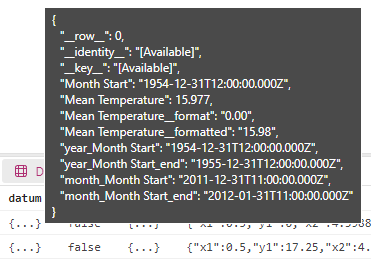 {
"__row__": 0,
"__identity__": "[Available]",
"__key__": "[Available]",
"Month Start": "1954-12-31T12:00:00.000Z",
"Mean Temperature": 15.977,
"Mean Temperature__format": "0.00",
"Mean Temperature__formatted": "15.98",
"year_Month Start": "1954-12-31T12:00:00.000Z",
"year_Month Start_end": "1955-12-31T12:00:00.000Z",
"month_Month Start": "2011-12-31T11:00:00.000Z",
"month_Month Start_end": "2012-01-31T11:00:00.000Z"
}
D
datum
{...} false {...}
{...} false {...} {"x1":0.5,"y1":17.25,"x2":4.